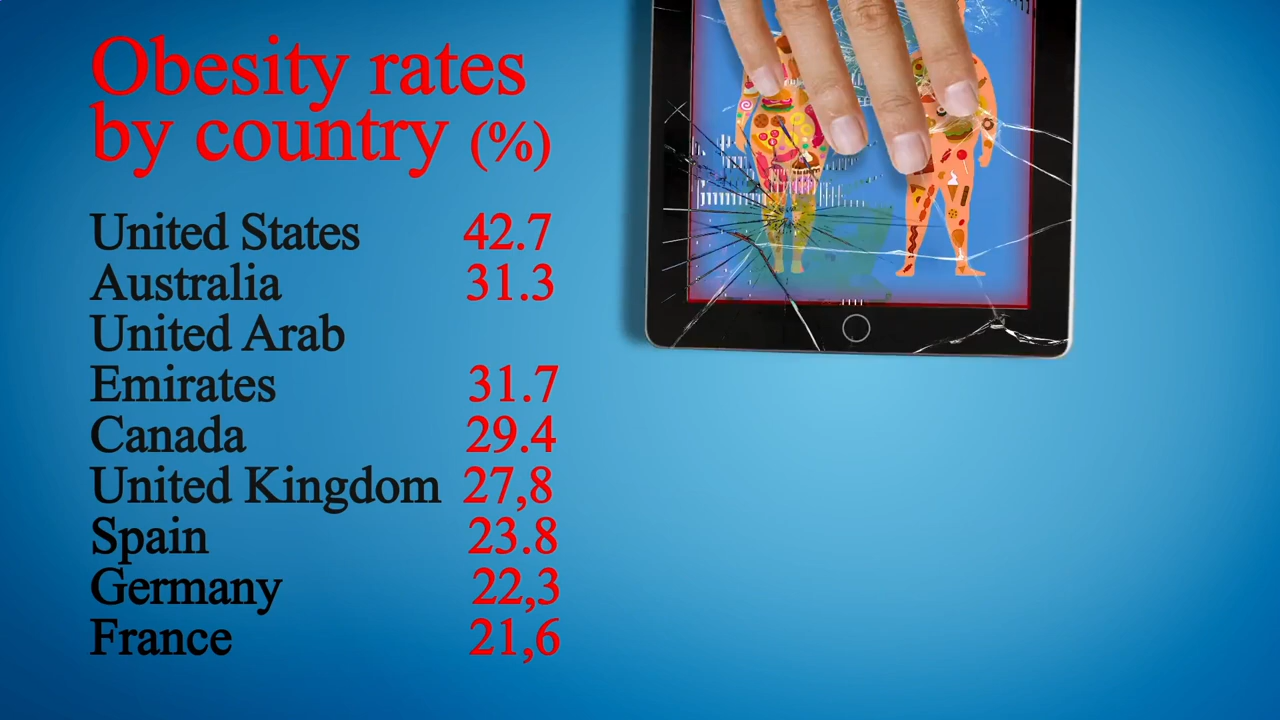 Obesity rates
by country (%)
United States 42.7
Australia 31.3
United Arab
Emirates 31.7
Canada 29.4
United Kingdom 27,8
Spain 23.8
Germany 22,3
France 21,6